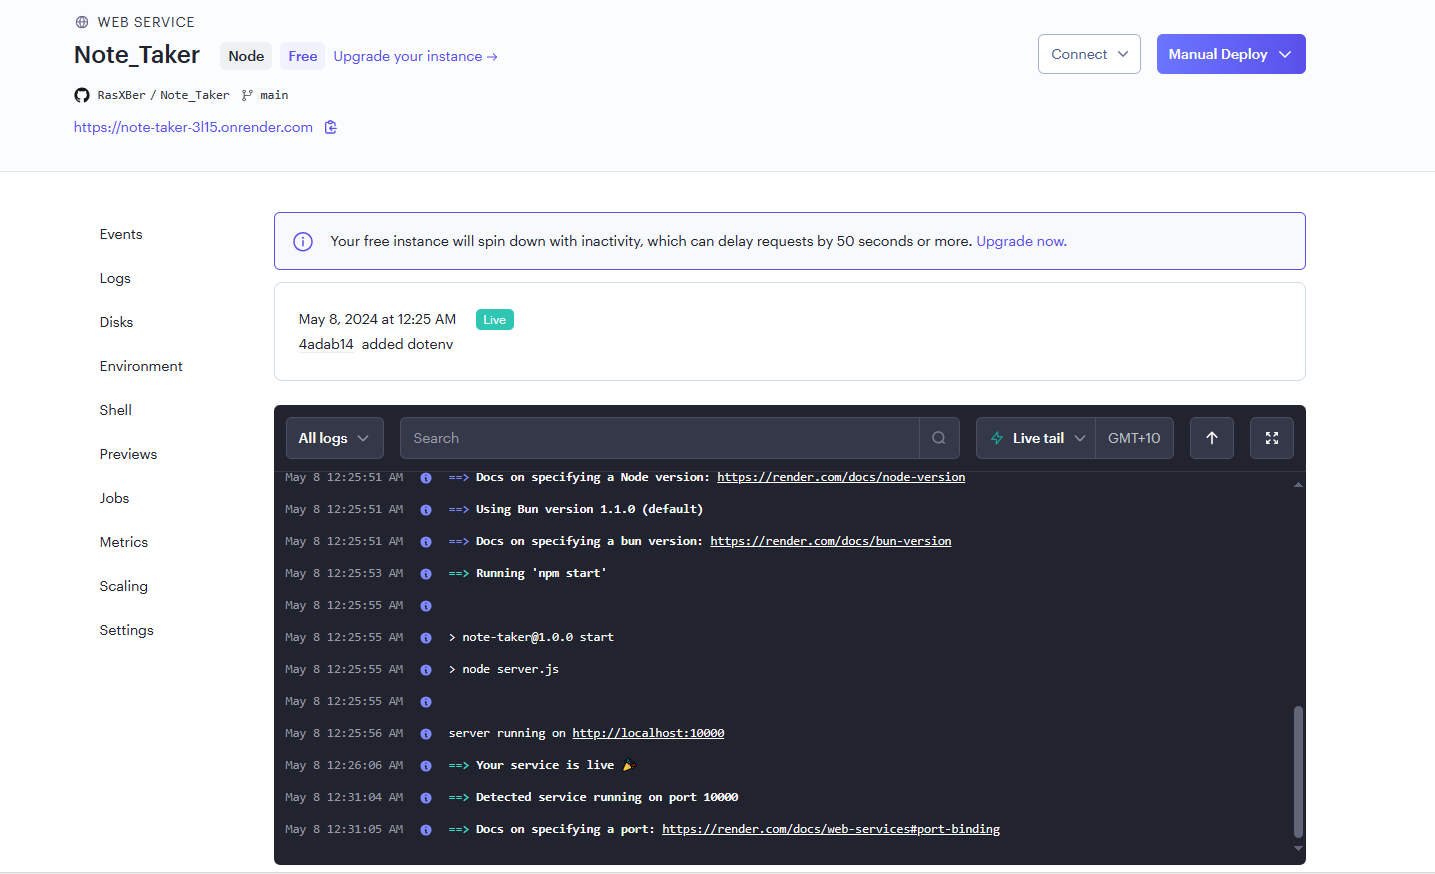 WEB SERVICE
Note_Taker Node Free Upgrade your instance →
Connect
Manual Deploy
RasXBer / Note_Taker main
https://note-taker-3l15.onrender.com
Events
Logs
Disks
Environment
Shell
Previews
Jobs
Metrics
Scaling
Settings
Your free instance will spin down with inactivity, which can delay requests by 50 seconds or more. Upgrade now.
May 8, 2024 at 12:25 AM Live
4adab14 added dotenv
All logs Search Live tail GMT+10
May 8 12:25:51 AM ==> Docs on specifying a Node version: https://render.com/docs/node-version
May 8 12:25:51 AM ==> Using Bun version 1.1.0 (default)
May 8 12:25:51 AM ==> Docs on specifying a bun version: https://render.com/docs/bun-version
May 8 12:25:53 AM ==> Running 'npm start'
May 8 12:25:55 AM
May 8 12:25:55 AM > note-taker@1.0.0 start
May 8 12:25:55 AM > node server.js
May 8 12:25:55 AM
May 8 12:25:56 AM server running on http://localhost:10000
May 8 12:26:06 AM ==> Your service is live 🎉
May 8 12:31:04 AM ==> Detected service running on port 10000
May 8 12:31:05 AM ==> Docs on specifying a port: https://render.com/docs/web-services#port-binding